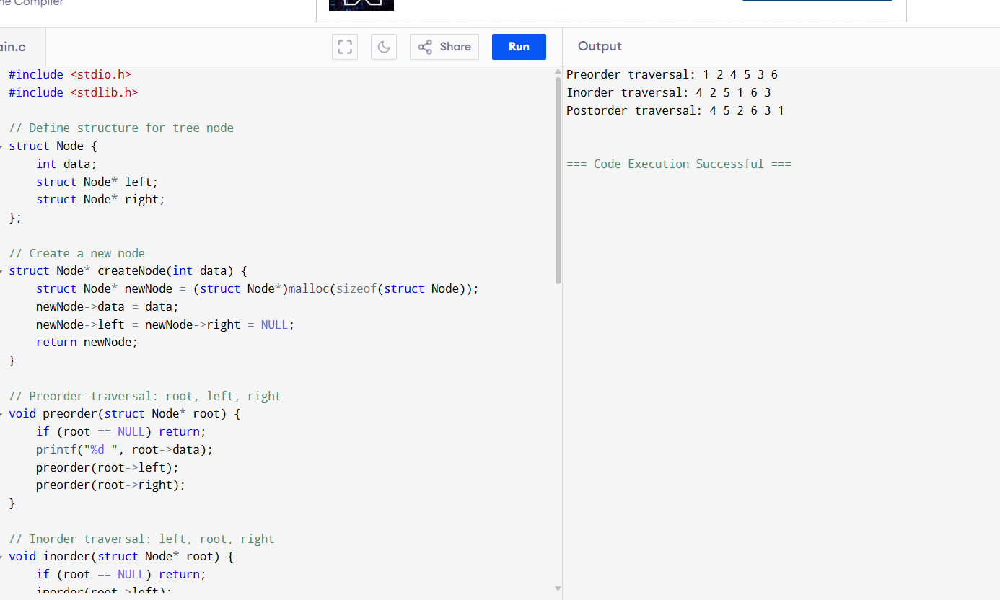 Compiler
ain.c
Share
Run
Output
#include <stdio.h>
#include <stdlib.h>
// Define structure for tree node
struct Node {
    int data;
    struct Node* left;
    struct Node* right;
};
// Create a new node
struct Node* createNode(int data) {
    struct Node* newNode = (struct Node*)malloc(sizeof(struct Node));
    newNode->data = data;
    newNode->left = newNode->right = NULL;
    return newNode;
}
// Preorder traversal: root, left, right
void preorder(struct Node* root) {
    if (root == NULL) return;
    printf("%d ", root->data);
    preorder(root->left);
    preorder(root->right);
}
// Inorder traversal: left, root, right
void inorder(struct Node* root) {
    if (root == NULL) return;
    inorder(root->left);
Preorder traversal: 1 2 4 5 3 6
Inorder traversal: 4 2 5 1 6 3
Postorder traversal: 4 5 2 6 3 1
=== Code Execution Successful ===